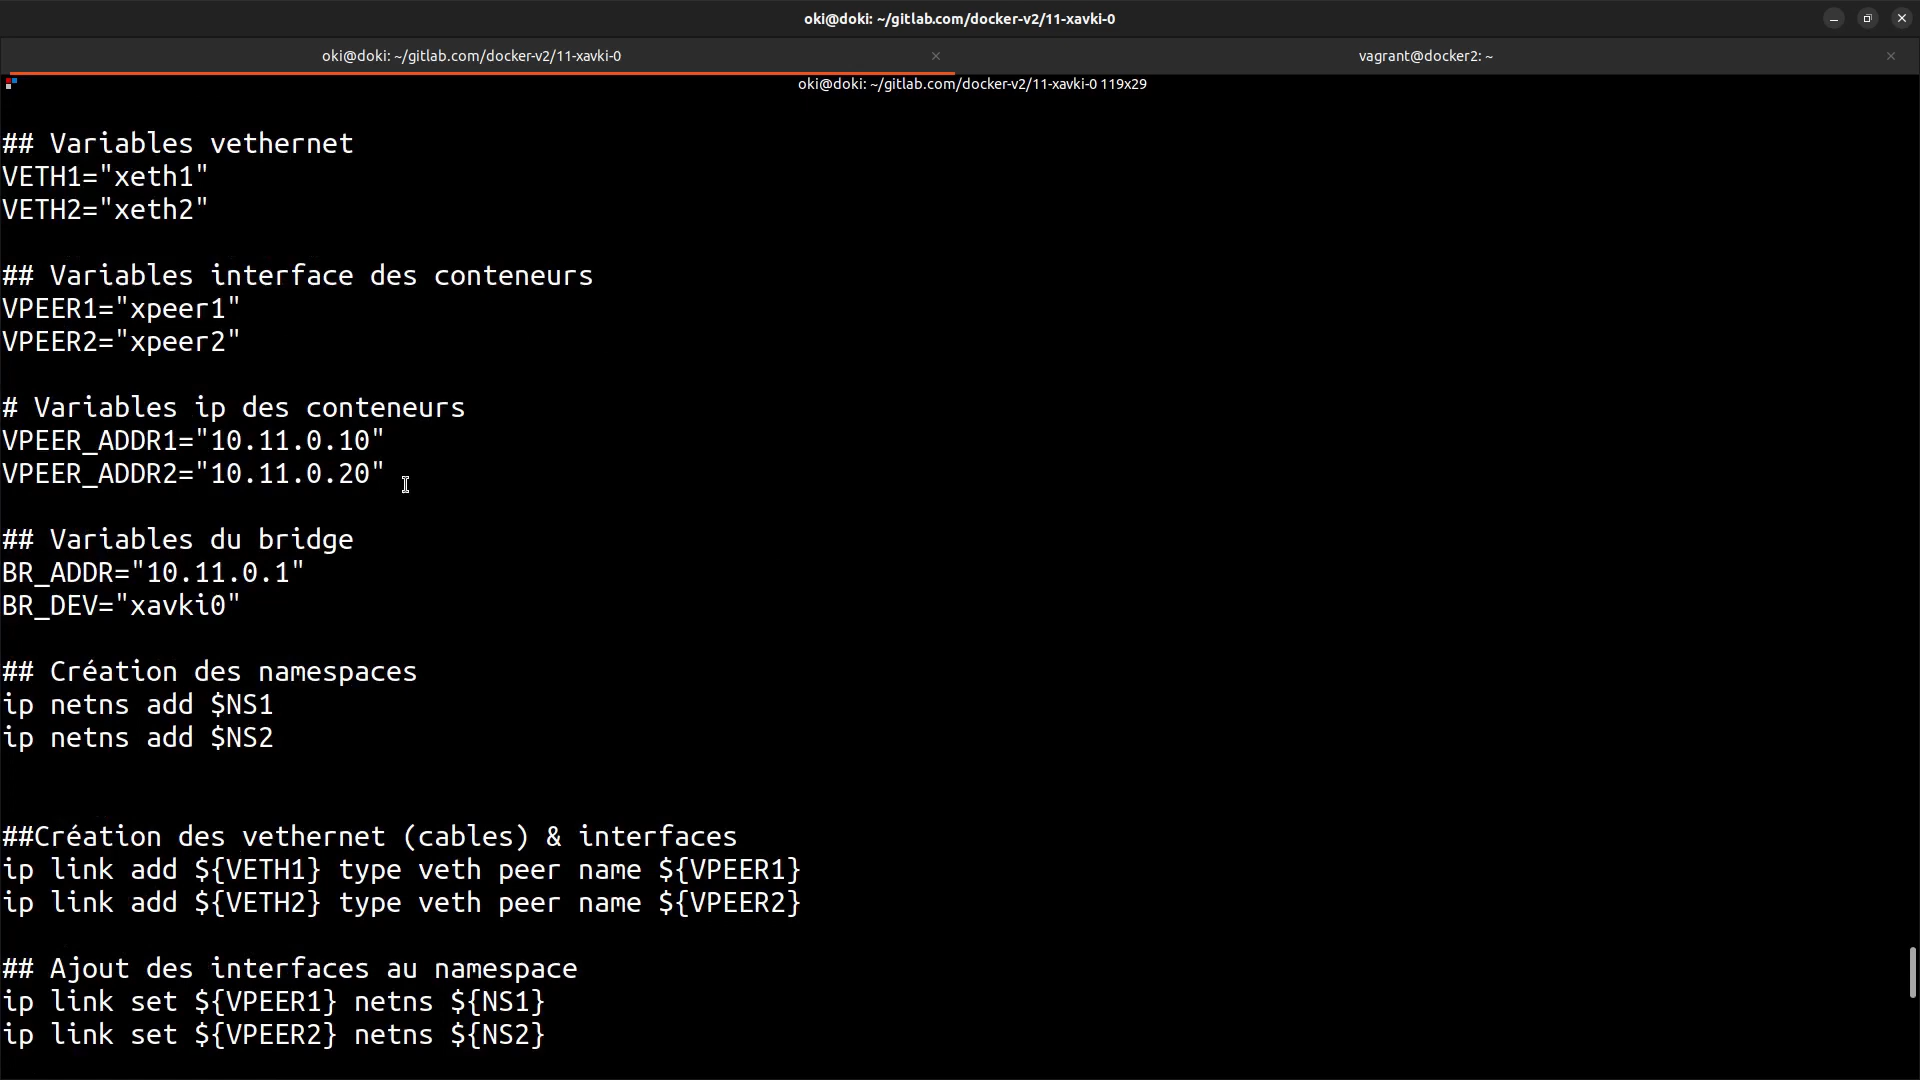 oki@doki: ~/gitlab.com/docker-v2/11-xavki-0
oki@doki: ~/gitlab.com/docker-v2/11-xavki-0
vagrant@docker2: ~
oki@doki: ~/gitlab.com/docker-v2/11-xavki-0 119x29
## Variables vethernet
VETH1="xeth1"
VETH2="xeth2"
## Variables interface des conteneurs
VPEER1="xpeer1"
VPEER2="xpeer2"
# Variables ip des conteneurs
VPEER_ADDR1="10.11.0.10"
VPEER_ADDR2="10.11.0.20"
## Variables du bridge
BR_ADDR="10.11.0.1"
BR_DEV="xavki0"
## Création des namespaces
ip netns add $NS1
ip netns add $NS2
##Création des vethernet (cables) & interfaces
ip link add ${VETH1} type veth peer name ${VPEER1}
ip link add ${VETH2} type veth peer name ${VPEER2}
## Ajout des interfaces au namespace
ip link set ${VPEER1} netns ${NS1}
ip link set ${VPEER2} netns ${NS2}